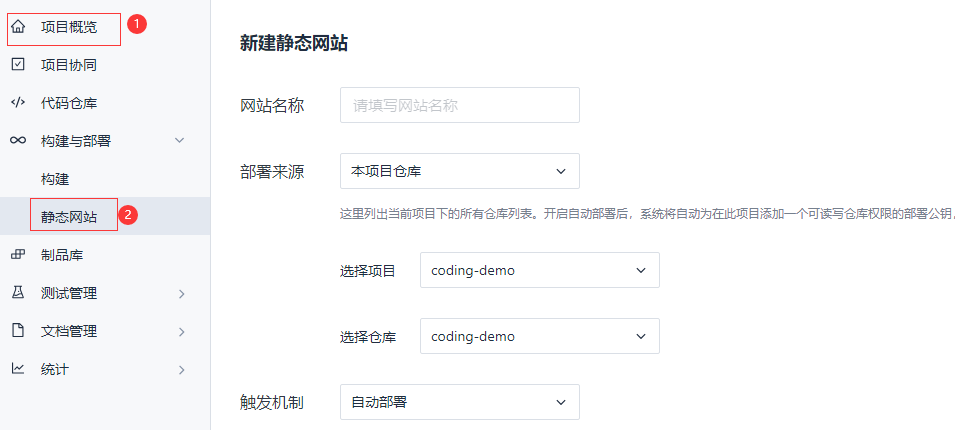 项目概览
1
项目协同
代码仓库
构建与部署
构建
静态网站
2
制品库
测试管理
文档管理
统计
新建静态网站
网站名称
请填写网站名称
部署来源
本项目仓库
这里列出当前项目下的所有仓库列表。开启自动部署后，系统将自动为在此项目添加一个可读写仓库权限的部署公钥，
选择项目
coding-demo
选择仓库
coding-demo
触发机制
自动部署